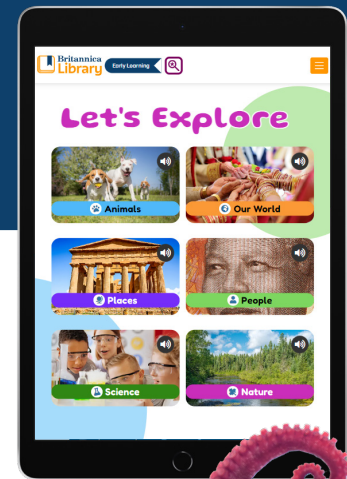 Britannica
Library
Early Learning
Let's Explore
Animals
Our World
Places
People
Science
Nature